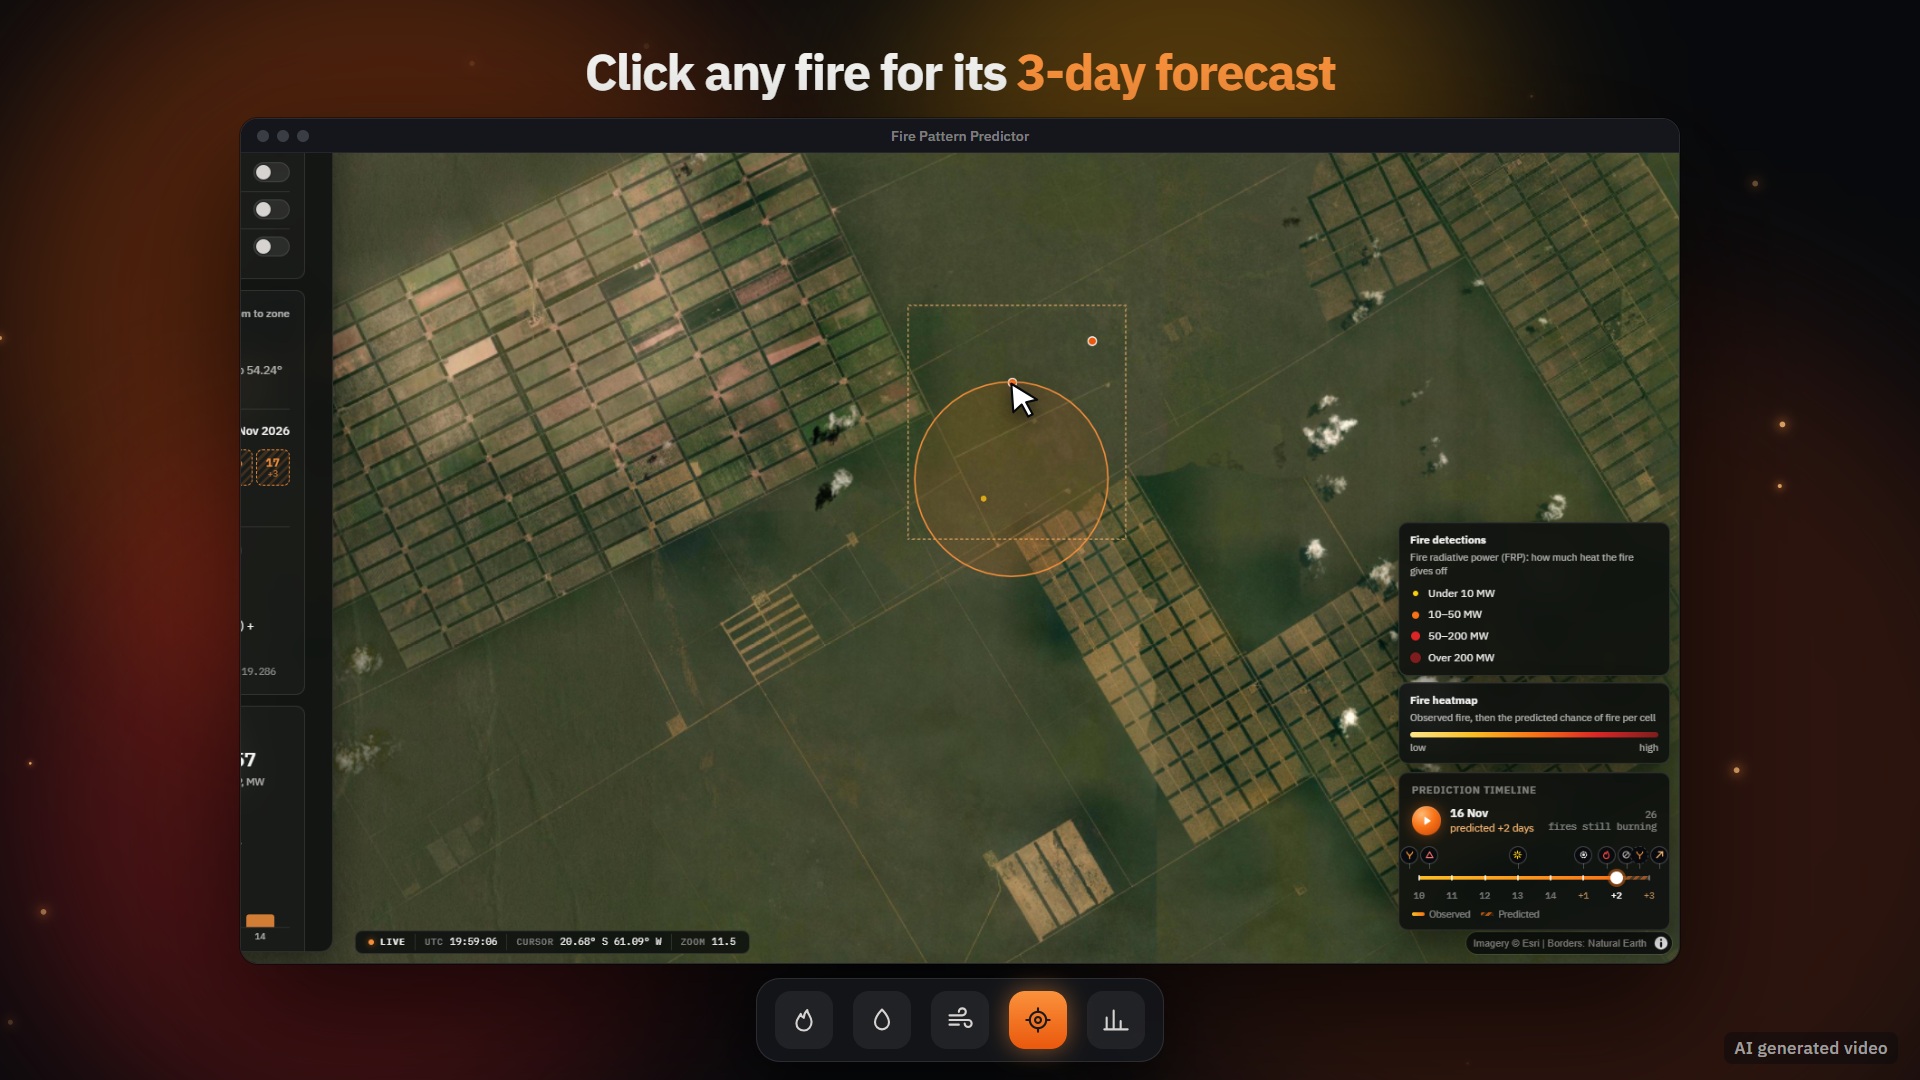 Click any fire for its 3-day forecast
Fire Pattern Predictor
m to zone
54.24°
Nov 2026
17
+3
) +
19.286
57
, MW
14
LIVE UTC 19:59:06 CURSOR 20.68° S 61.09° W ZOOM 11.5
Fire detections
Fire radiative power (FRP): how much heat the fire
gives off
Under 10 MW
10–50 MW
50–200 MW
Over 200 MW
Fire heatmap
Observed fire, then the predicted chance of fire per cell
low high
PREDICTION TIMELINE
16 Nov
predicted +2 days
26
fires still burning
10 11 12 13 14 +1 +2 +3
Observed Predicted
Imagery © Esri | Borders: Natural Earth
AI generated video